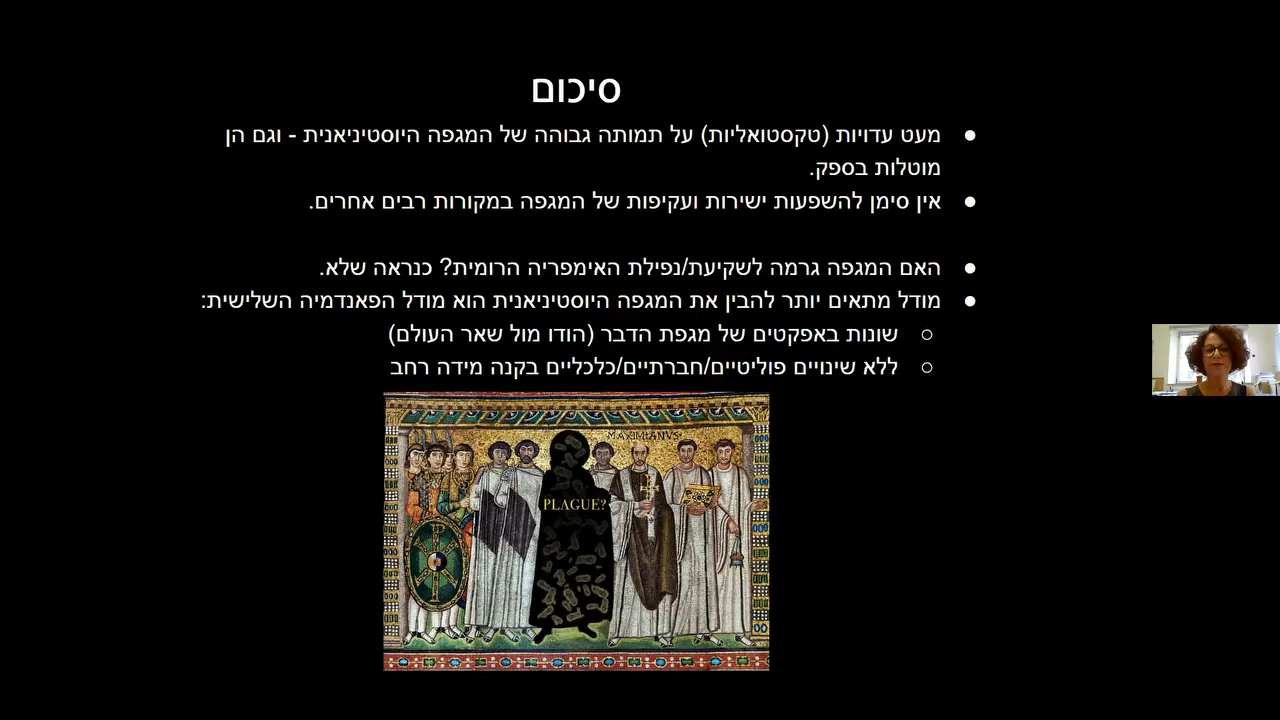 סיכום
● מעט עדויות (טקסטואליות) על תמותה גבוהה של המגפה היוסטיניאנית - וגם הן
מוטלות בספק.
● אין סימן להשפעות ישירות ועקיפות של המגפה במקורות רבים אחרים.
● האם המגפה גרמה לשקיעת/נפילת האימפריה הרומית? כנראה שלא.
● מודל מתאים יותר להבין את המגפה היוסטיניאנית הוא מודל הפאנדמיה השלישית:
○ שונות באפקטים של מגפת הדבר (הודו מול שאר העולם)
○ ללא שינויים פוליטיים/חברתיים/כלכליים בקנה מידה רחב
MAXIMIANVS
PLAGUE?